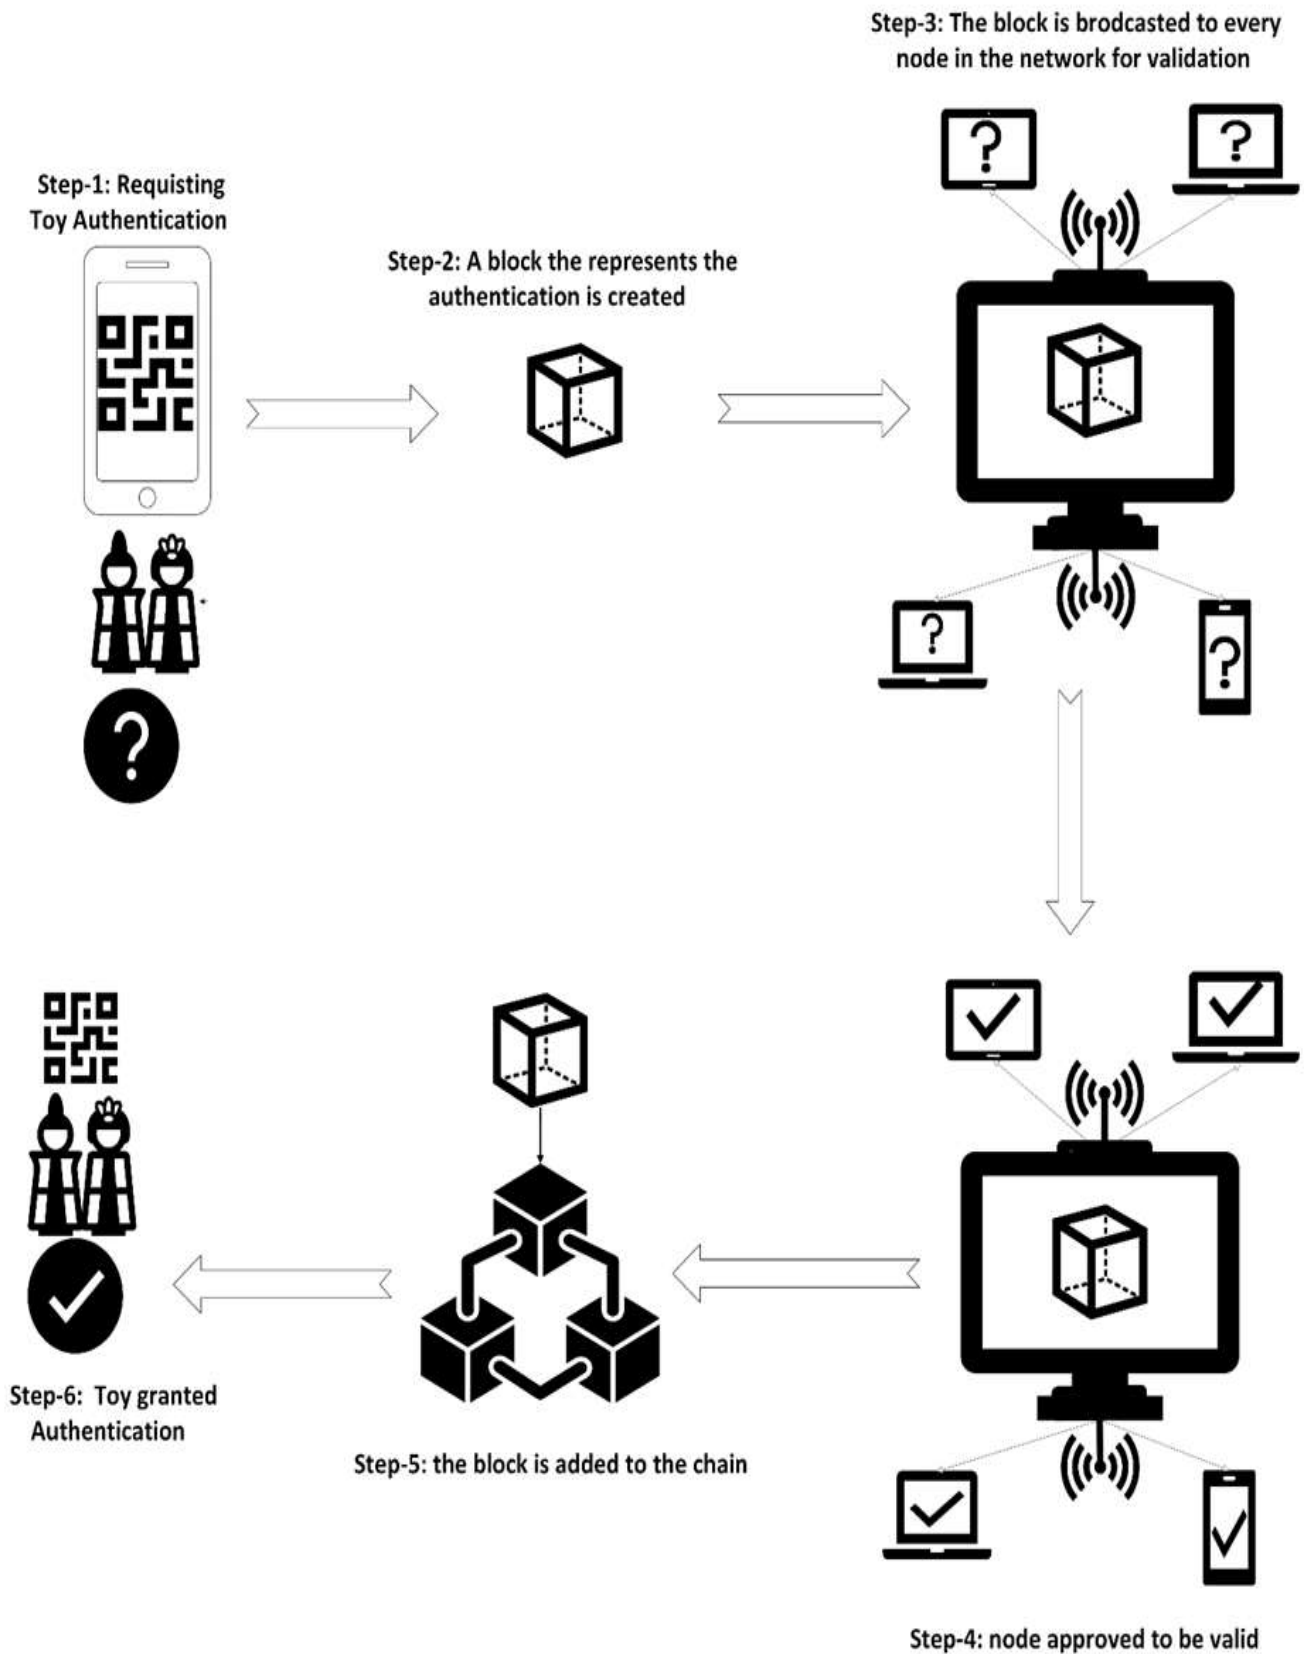 Step-1: Requisting
Toy Authentication
Step-2: A block the represents the
authentication is created
Step-3: The block is brodcasted to every
node in the network for validation
?
?
?
?
?
Step-4: node approved to be valid
Step-5: the block is added to the chain
Step-6: Toy granted
Authentication